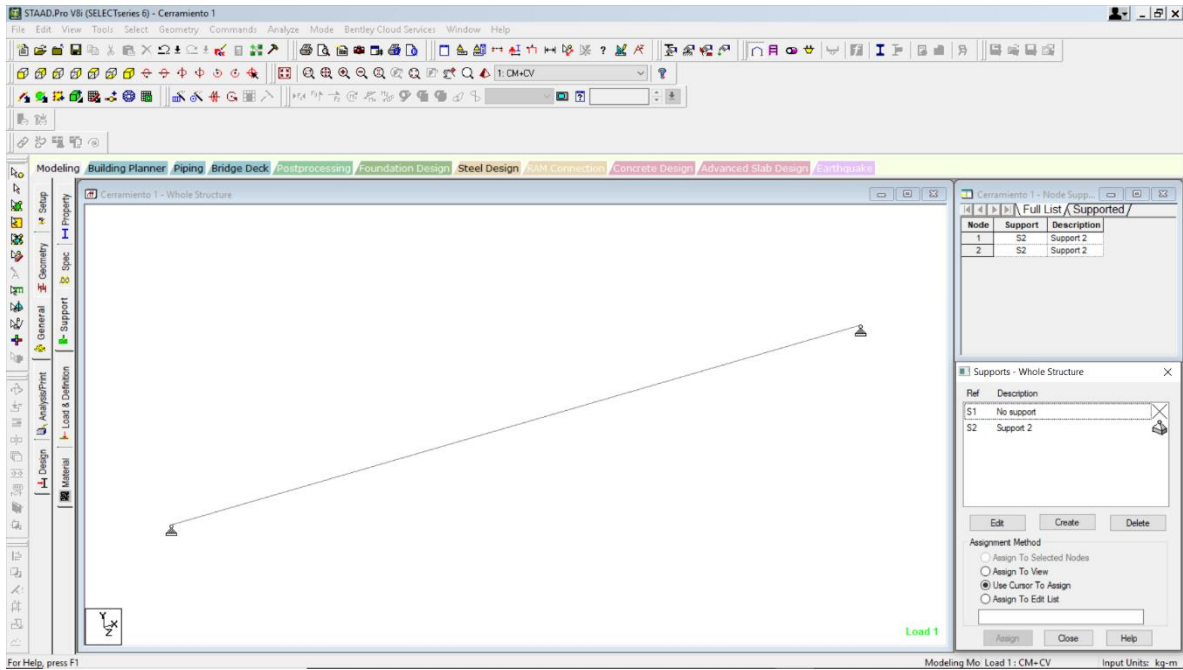 STAAD.Pro V8i (SELECTseries 6) - Cerramiento 1
File Edit View Tools Select Geometry Commands Analyze Mode Bentley Cloud Services Window Help
1: CM+CV
Modeling Building Planner Piping Bridge Deck Postprocessing Foundation Design Steel Design RAM Connection Concrete Design Advanced Slab Design Earthquake
Setup
Geometry
General
Analysis/Print
Design
Property
Spec
Support
Load & Definition
Material
Cerramiento 1 - Whole Structure
Y
X
Z
Load 1
Cerramiento 1 - Node Supp...
Full List Supported
Node Support Description
1 S2 Support 2
2 S2 Support 2
Supports - Whole Structure
Ref Description
S1 No support
S2 Support 2
Edit Create Delete
Assignment Method
Assign To Selected Nodes
Assign To View
Use Cursor To Assign
Assign To Edit List
Assign Close Help
For Help, press F1
Modeling Mo Load 1 : CM+CV Input Units: kg-m